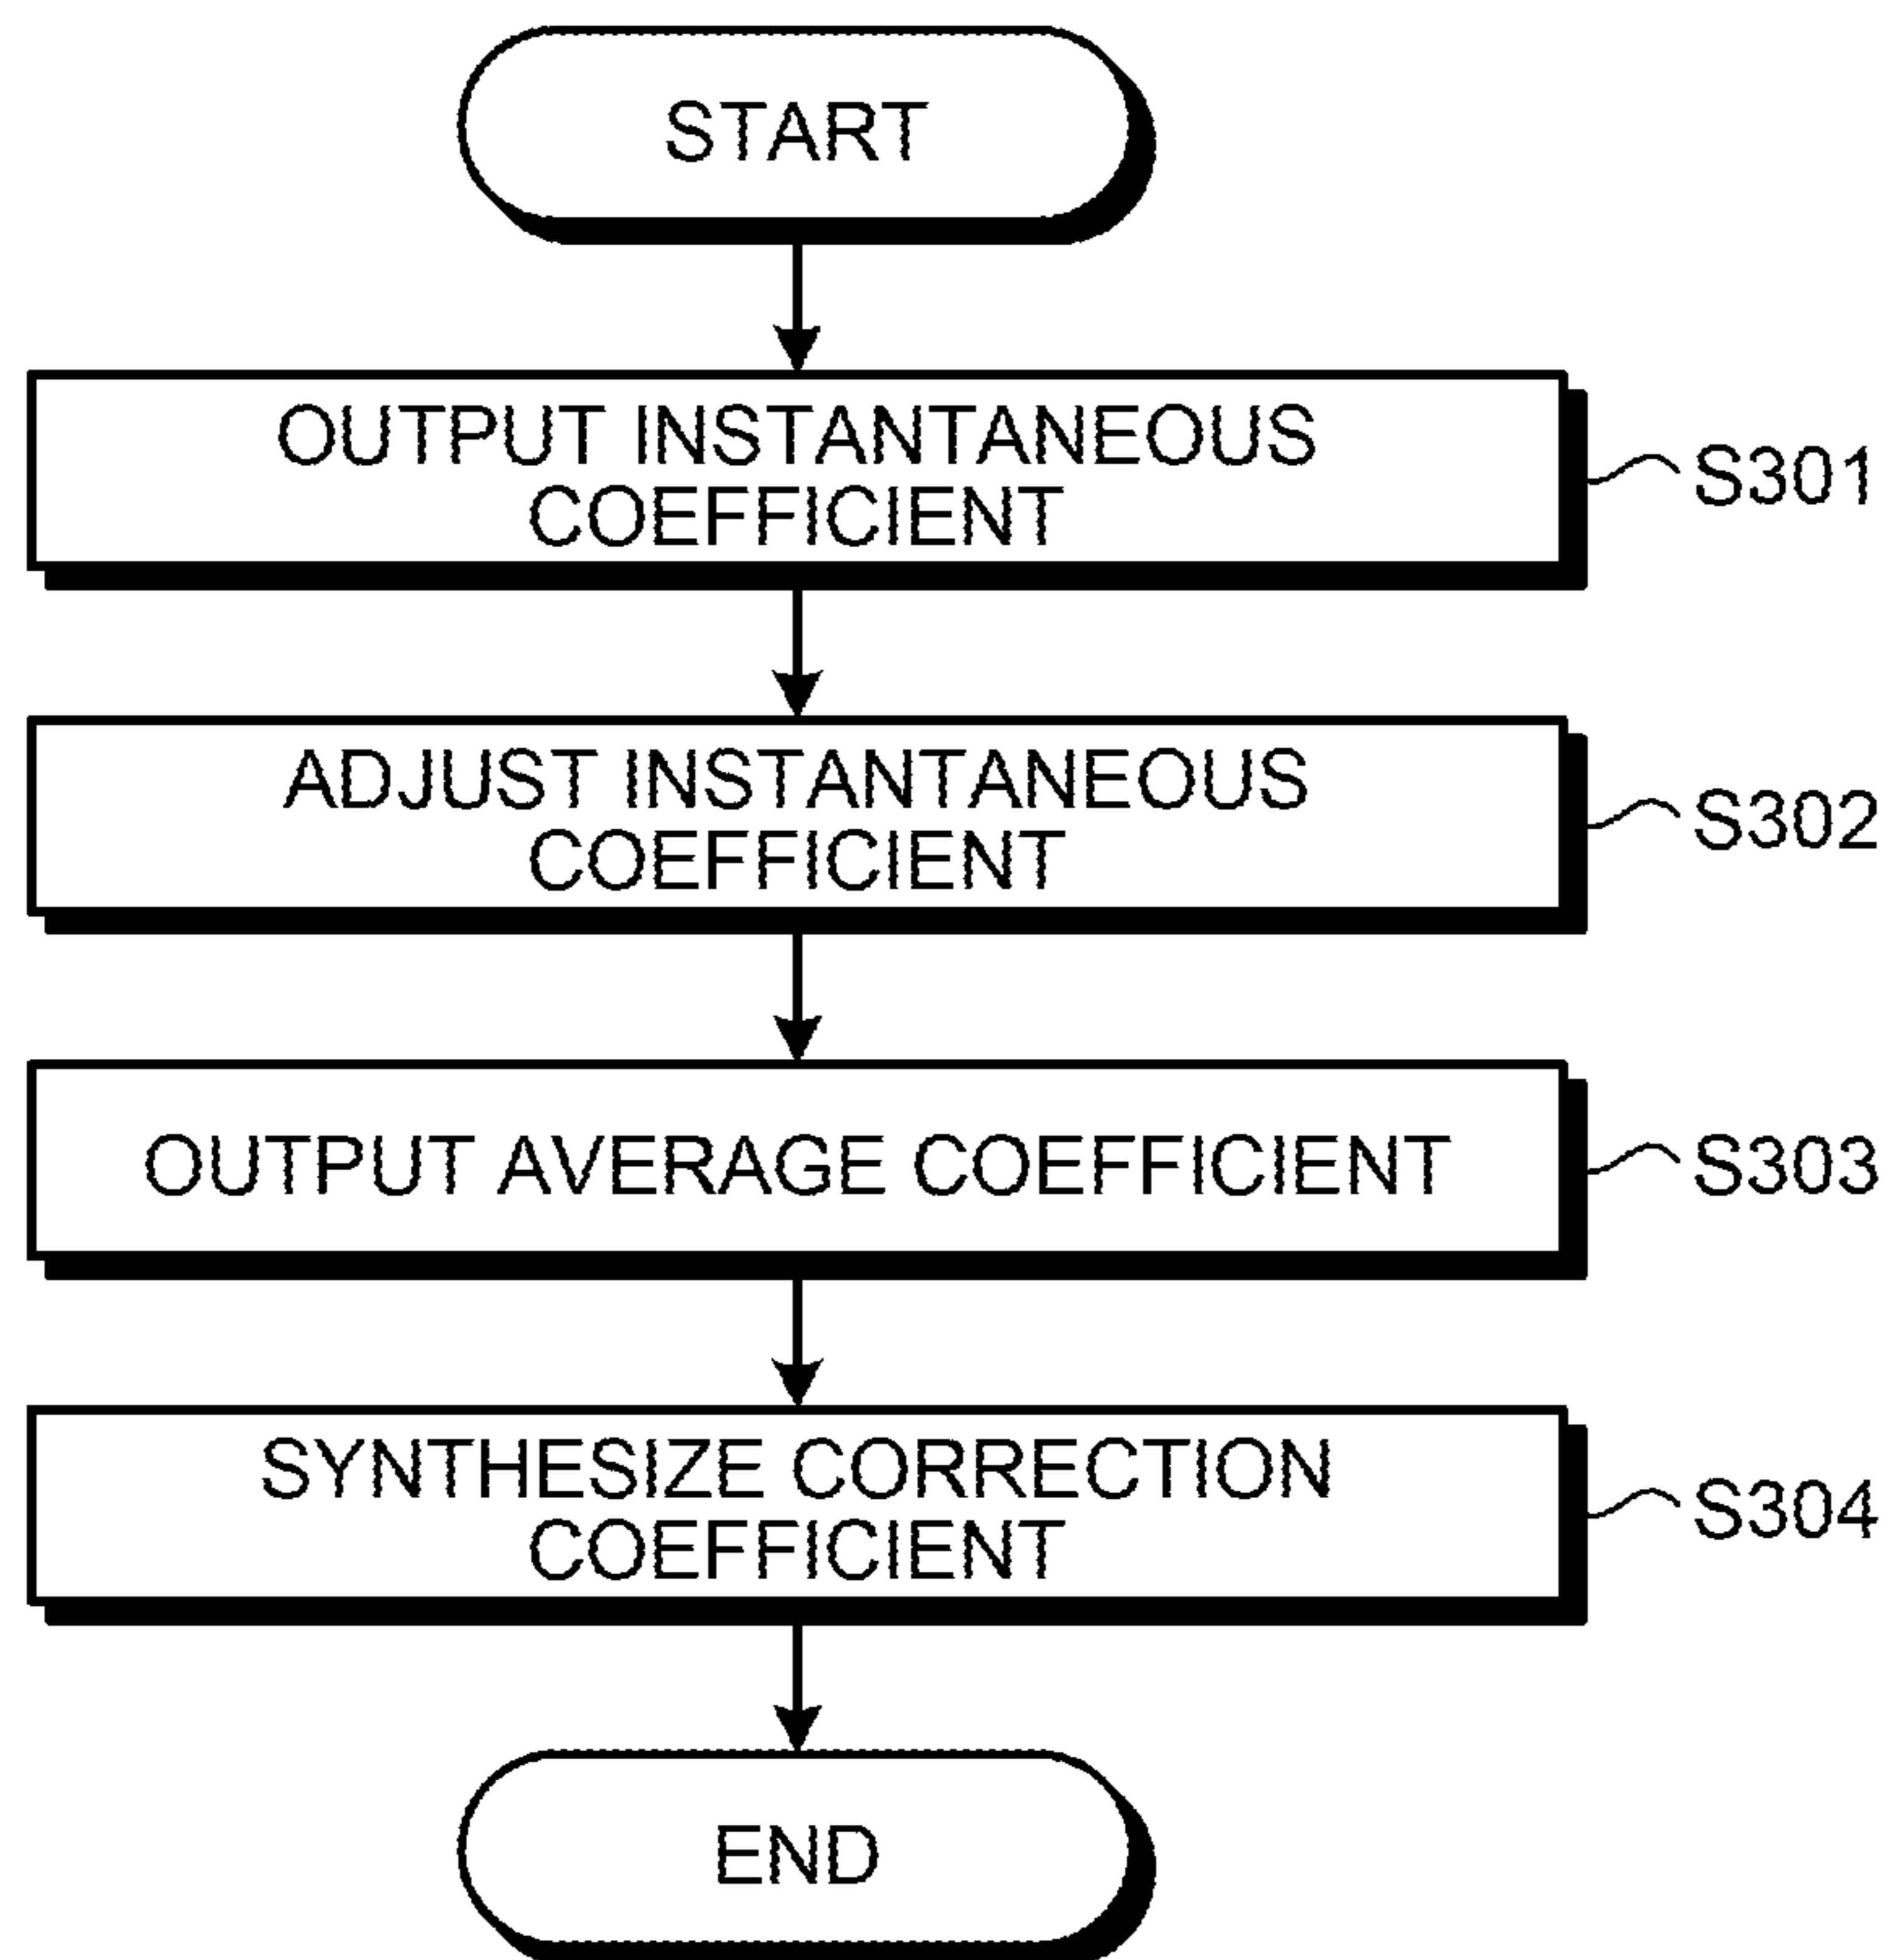 START
OUTPUT INSTANTANEOUS
COEFFICIENT
S301
ADJUST INSTANTANEOUS
COEFFICIENT
S302
OUTPUT AVERAGE COEFFICIENT
S303
SYNTHESIZE CORRECTION
COEFFICIENT
S304
END